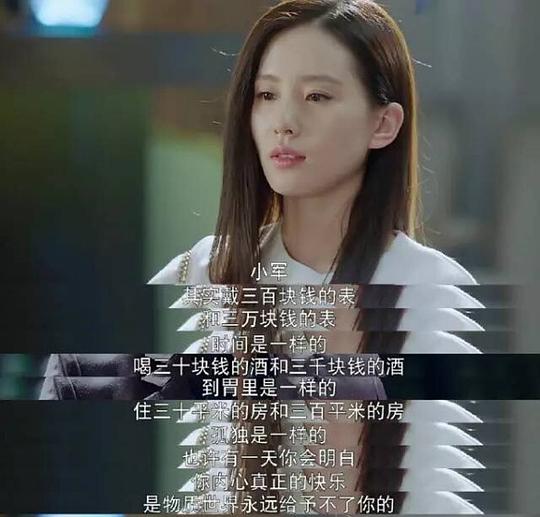 小军
其实戴三百块钱的表
和三万块钱的表
时间是一样的
喝三十块钱的酒和三千块钱的酒
到胃里是一样的
住三十平米的房和三百平米的房
孤独是一样的
也许有一天你会明白
你内心真正的快乐
是物质世界永远给予不了你的